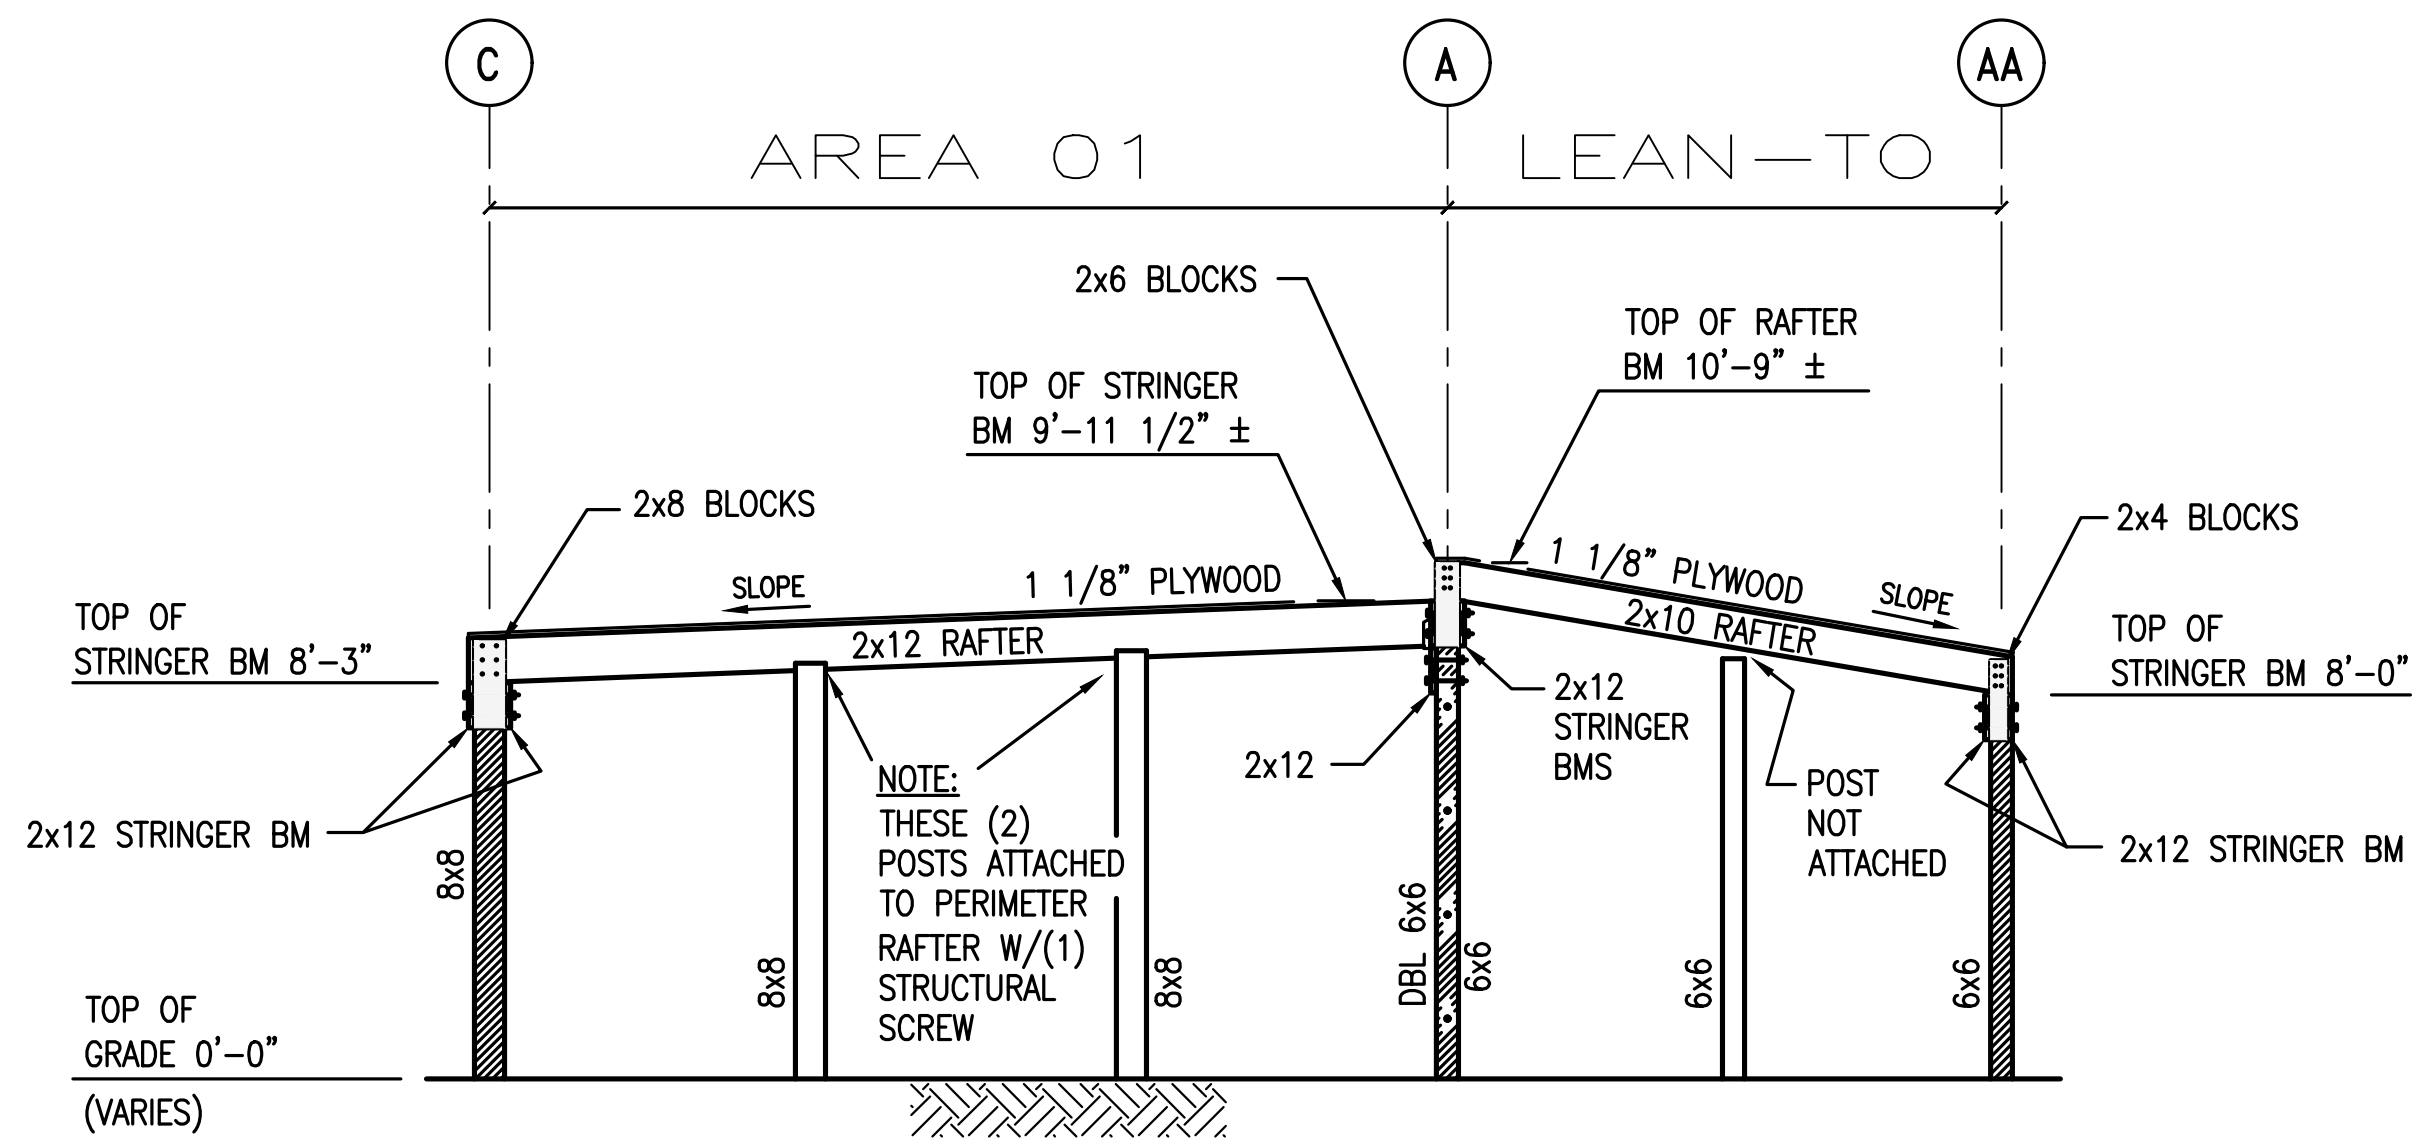 C
A
AA
AREA 01
LEAN-TO
2x6 BLOCKS
TOP OF RAFTER
BM 10'-9" ±
TOP OF STRINGER
BM 9'-11 1/2" ±
2x8 BLOCKS
2x4 BLOCKS
SLOPE
1 1/8" PLYWOOD
1 1/8" PLYWOOD
SLOPE
TOP OF
STRINGER BM 8'-3"
2x12 RAFTER
2x10 RAFTER
TOP OF
STRINGER BM 8'-0"
2x12
STRINGER
BMS
2x12
NOTE:
THESE (2)
POSTS ATTACHED
TO PERIMETER
RAFTER W/(1)
STRUCTURAL
SCREW
POST
NOT
ATTACHED
2x12 STRINGER BM
2x12 STRINGER BM
8x8
8x8
8x8
DBL 6x6
6x6
6x6
6x6
TOP OF
GRADE 0'-0"
(VARIES)